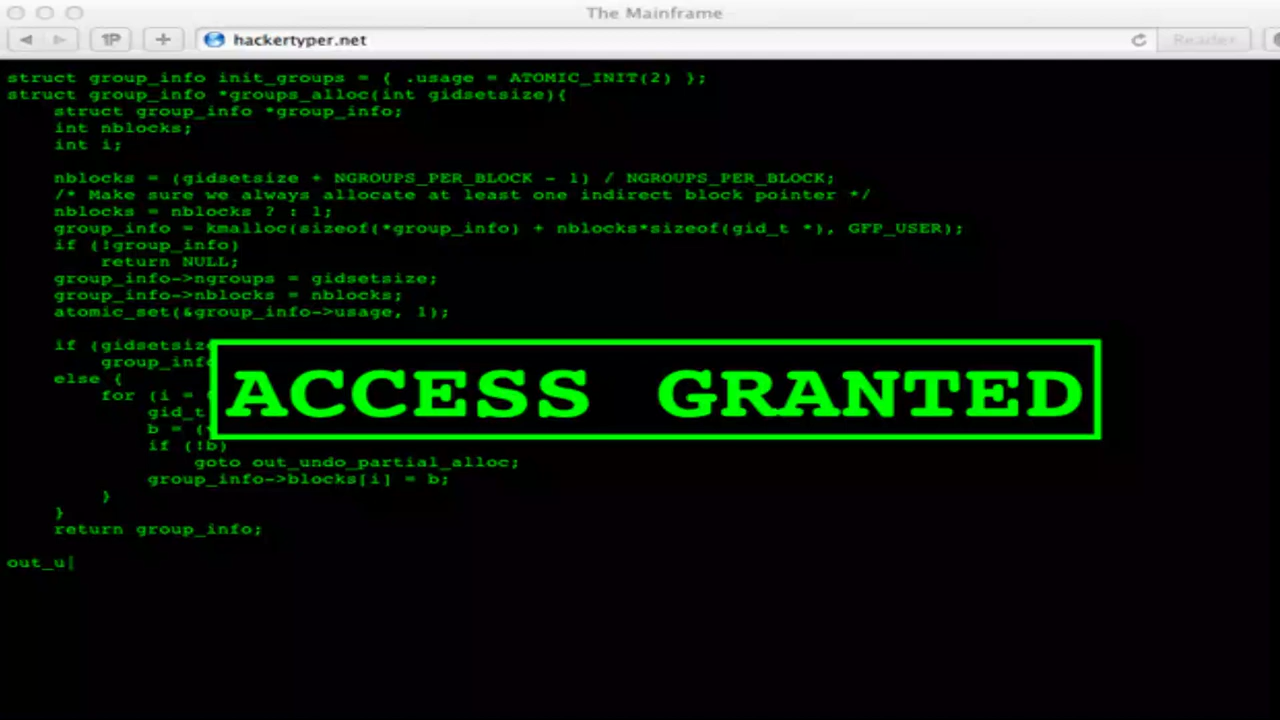 The Mainframe
1P
+
hackertyper.net
Reader
struct group_info init_groups = { .usage = ATOMIC_INIT(2) };
struct group_info *groups_alloc(int gidsetsize){
    struct group_info *group_info;
    int nblocks;
    int i;
    nblocks = (gidsetsize + NGROUPS_PER_BLOCK - 1) / NGROUPS_PER_BLOCK;
    /* Make sure we always allocate at least one indirect block pointer */
    nblocks = nblocks ? : 1;
    group_info = kmalloc(sizeof(*group_info) + nblocks*sizeof(gid_t *), GFP_USER);
    if (!group_info)
        return NULL;
    group_info->ngroups = gidsetsize;
    group_info->nblocks = nblocks;
    atomic_set(&group_info->usage, 1);
    if (gidsetsize
        group_info
    else {
        for (i =
            gid_t
            b = (
            if (!b)
                goto out_undo_partial_alloc;
            group_info->blocks[i] = b;
        }
    }
    return group_info;
out_u|
ACCESS GRANTED